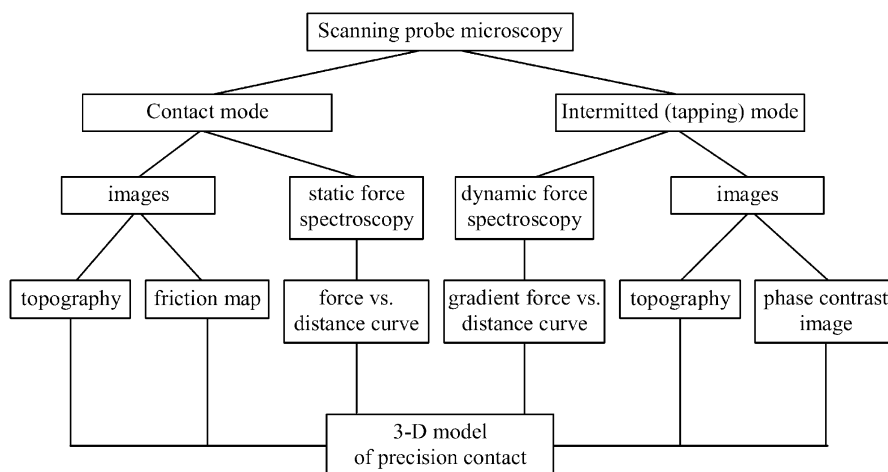 Scanning probe microscopy
Contact mode
Intermitted (tapping) mode
images
static force
spectroscopy
dynamic force
spectroscopy
images
topography
friction map
force vs.
distance curve
gradient force vs.
distance curve
topography
phase contrast
image
3-D model
of precision contact